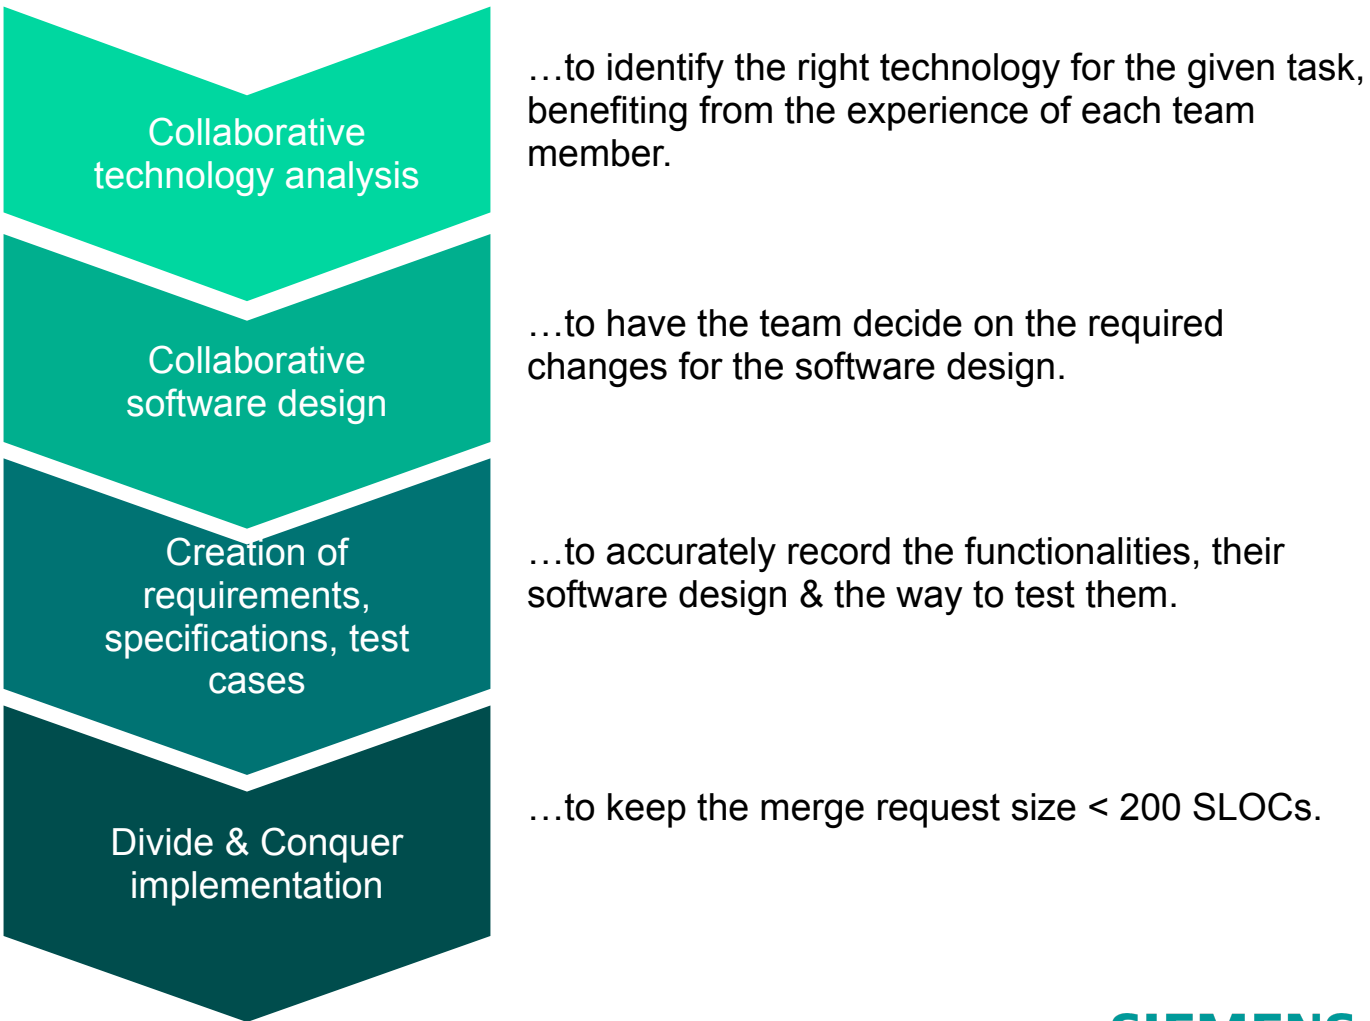 Collaborative
technology analysis
…to identify the right technology for the given task,
benefiting from the experience of each team
member.
Collaborative
software design
…to have the team decide on the required
changes for the software design.
Creation of
requirements,
specifications, test
cases
…to accurately record the functionalities, their
software design & the way to test them.
Divide & Conquer
implementation
…to keep the merge request size < 200 SLOCs.
SIEMENS